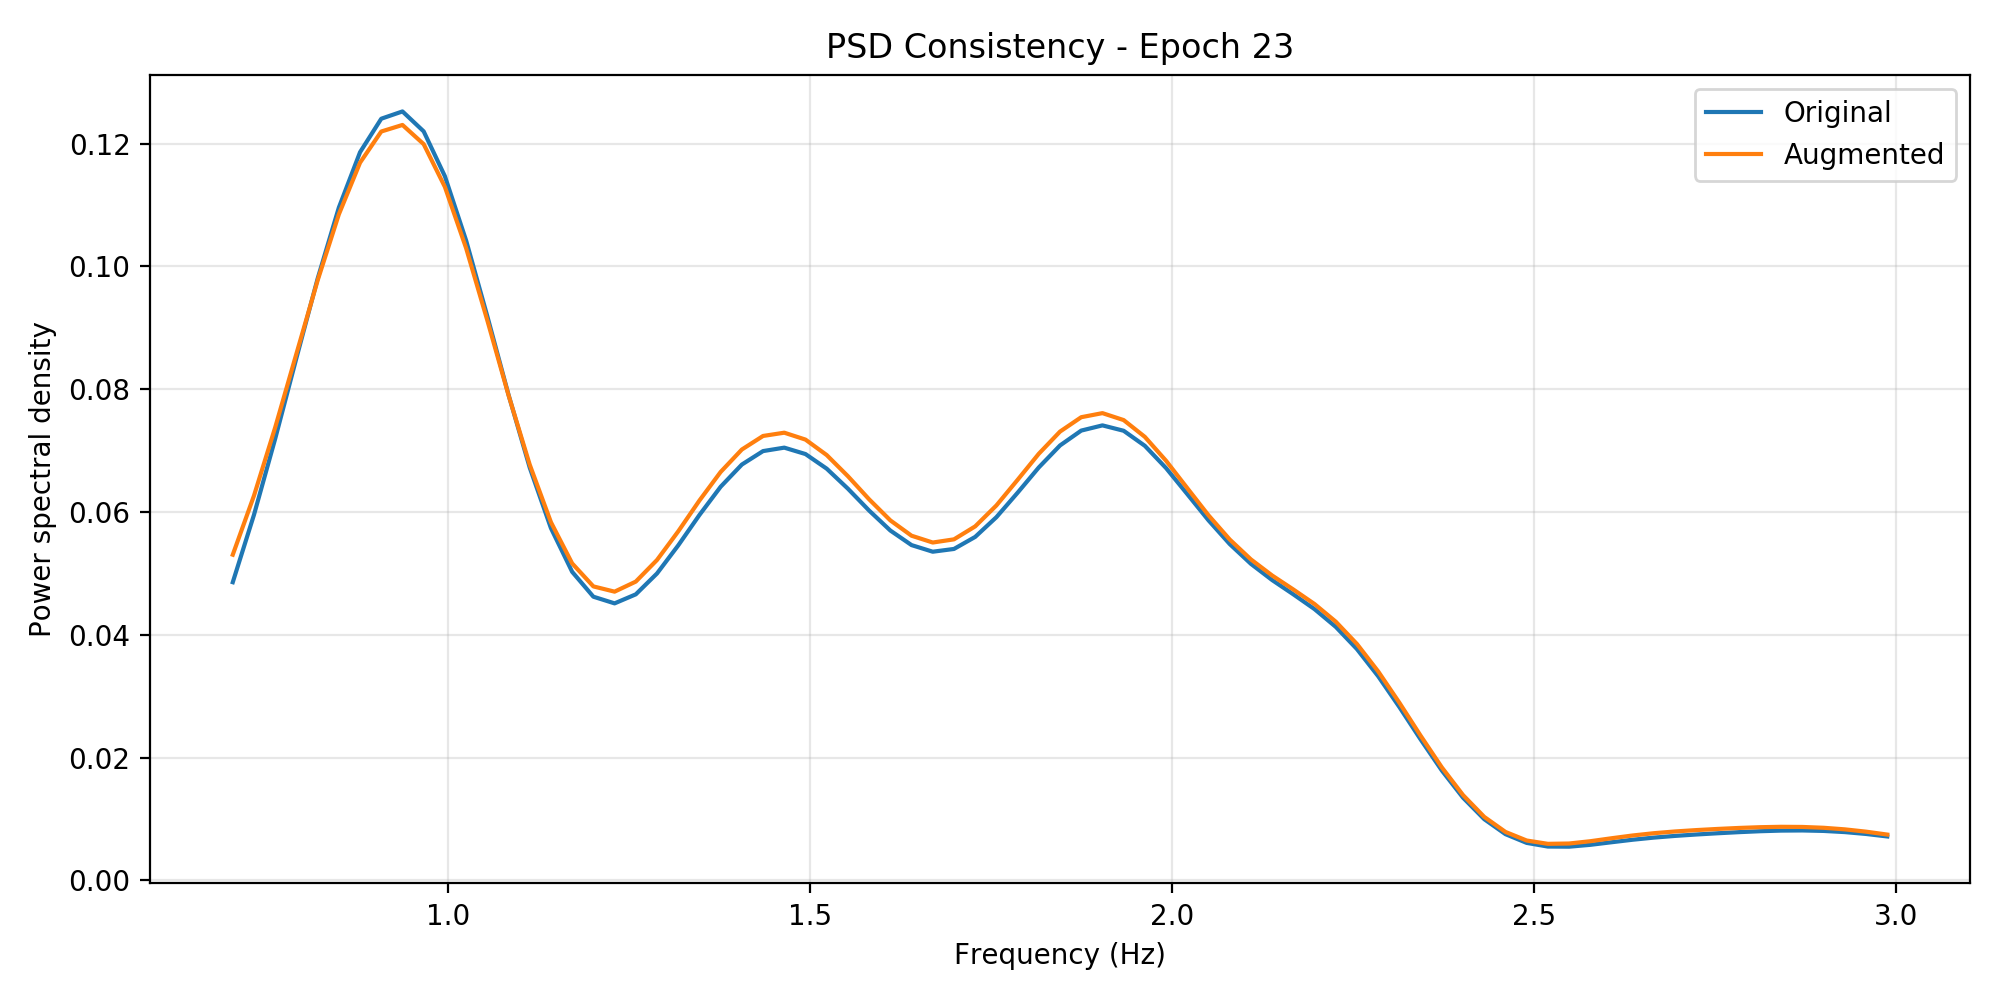 PSD Consistency - Epoch 23
Original
Augmented
Power spectral density
0.12
0.10
0.08
0.06
0.04
0.02
0.00
1.0
1.5
2.0
2.5
3.0
Frequency (Hz)